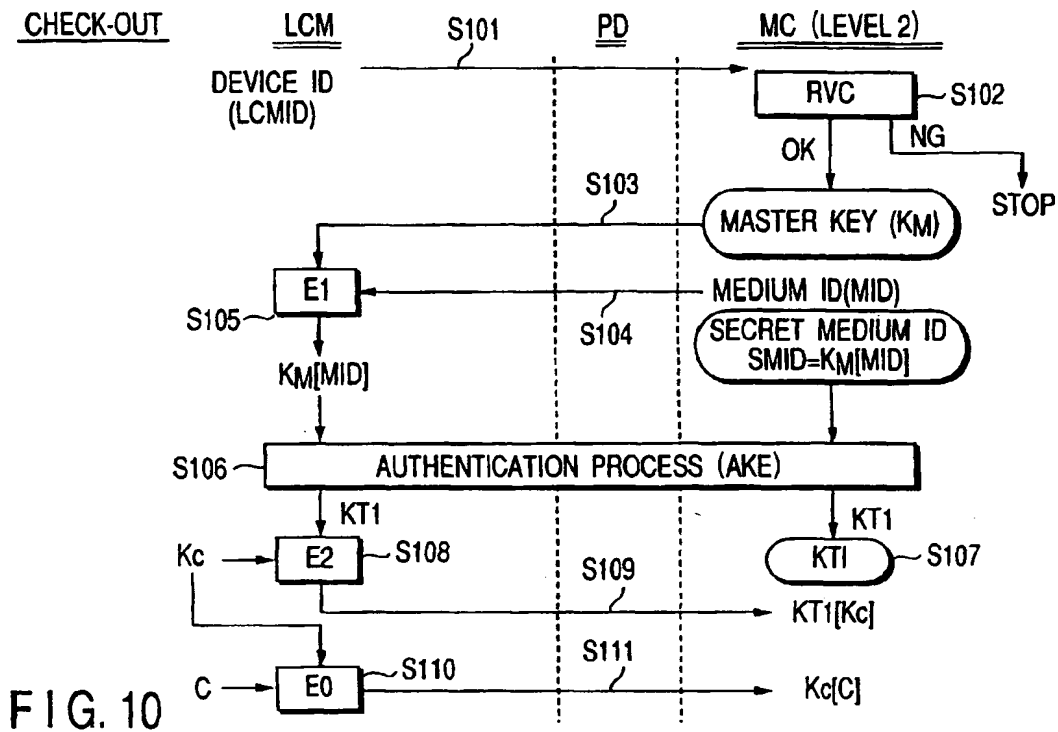 CHECK-OUT
LCM
S101
PD
MC (LEVEL 2)
DEVICE ID
(LCMID)
RVC
S102
OK
NG
STOP
S103
MASTER KEY (KM)
E1
S105
S104
MEDIUM ID(MID)
SECRET MEDIUM ID
SMID=KM[MID]
KM[MID]
S106
AUTHENTICATION PROCESS (AKE)
KT1
KT1
Kc
E2
S108
S109
KTI
S107
KT1[Kc]
C
E0
S110
S111
Kc[C]
FIG. 10